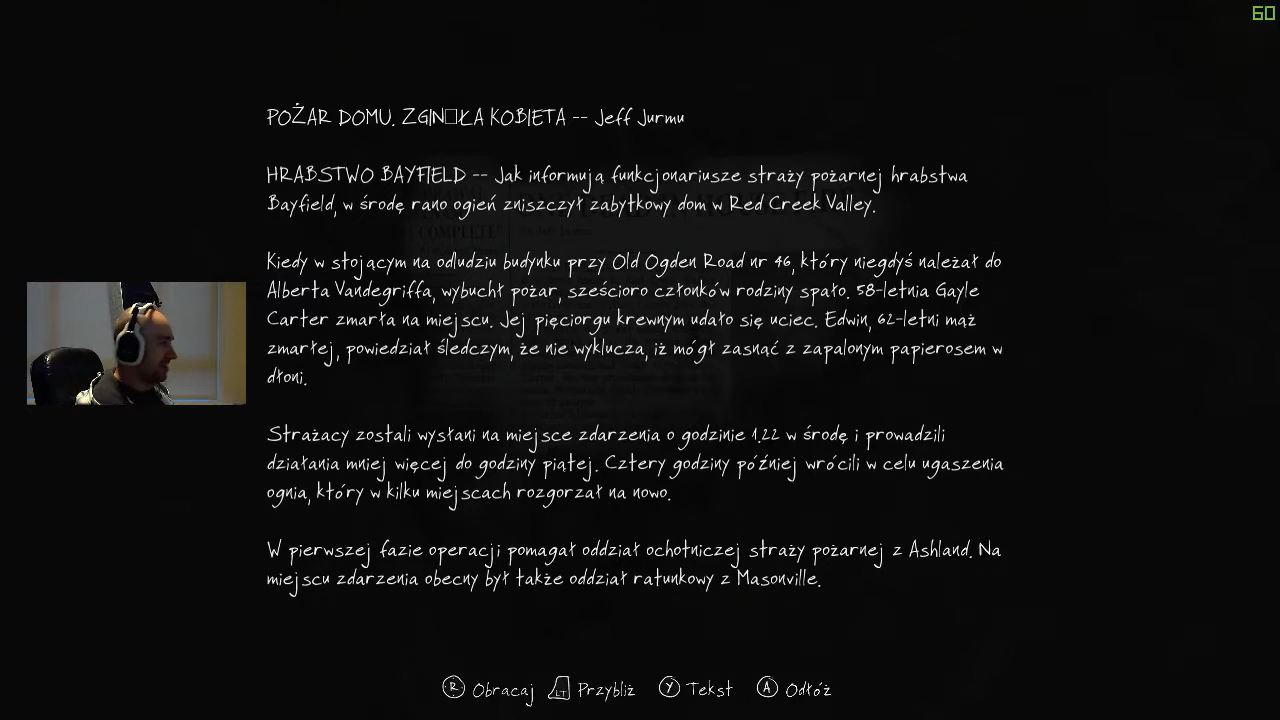 60
POŻAR DOMU. ZGIN□ŁA KOBIETA -- Jeff Jurmu
HRABSTWO BAYFIELD -- Jak informują funkcjonariusze straży pożarnej hrabstwa
Bayfield, w środę rano ogień zniszczył zabytkowy dom w Red Creek Valley.
Kiedy w stojącym na odludziu budynku przy Old Ogden Road nr 46, który niegdyś należał do
Alberta Vandegriffa, wybuchł pożar, sześcioro członków rodziny spało. 58-letnia Gayle
Carter zmarła na miejscu. Jej pięciorgu krewnym udało się uciec. Edwin, 62-letni mąż
zmarłej, powiedział śledczym, że nie wyklucza, iż mógł zasnąć z zapalonym papierosem w
dłoni.
Strażacy zostali wysłani na miejsce zdarzenia o godzinie 1.22 w środę i prowadzili
działania mniej więcej do godziny piątej. Cztery godziny później wrócili w celu ugaszenia
ognia, który w kilku miejscach rozgorzał na nowo.
W pierwszej fazie operacji pomagał oddział ochotniczej straży pożarnej z Ashland. Na
miejscu zdarzenia obecny był także oddział ratunkowy z Masonville.
R Obracaj LT Przybliż Y Tekst A Odłóż